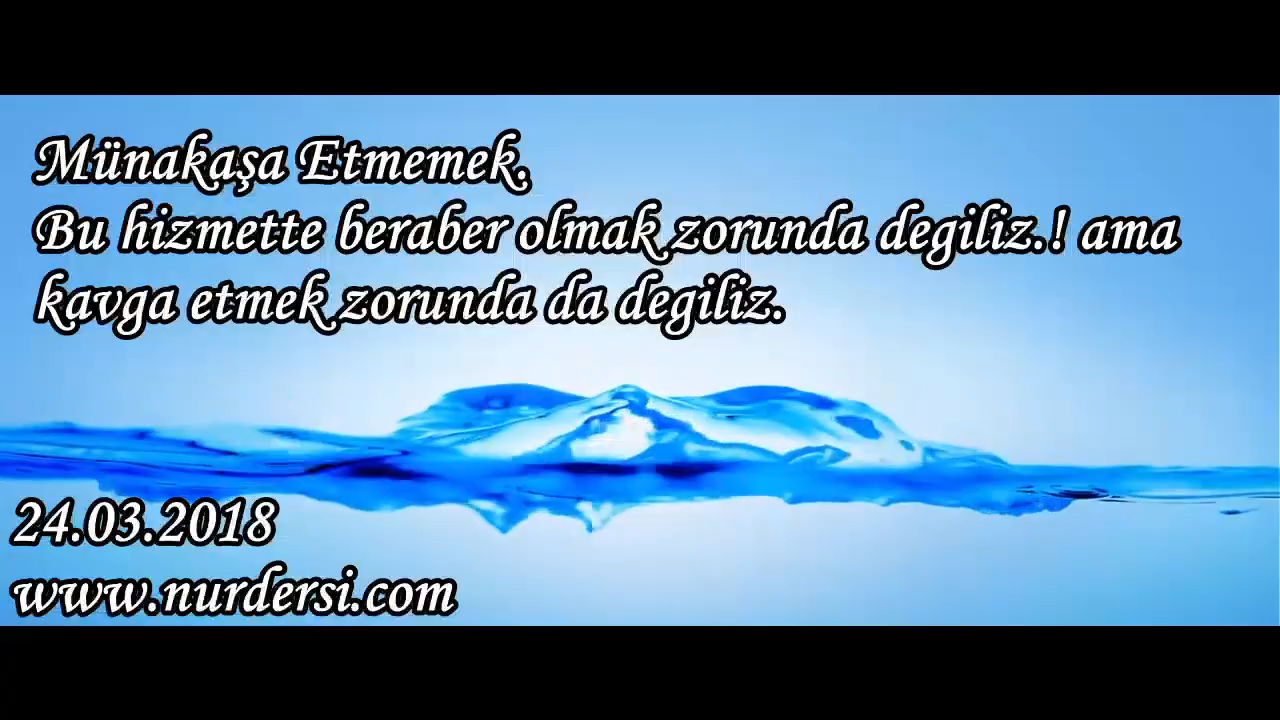 Münakaşa Etmemek.
Bu hizmette beraber olmak zorunda degiliz.! ama
kavga etmek zorunda da degiliz.
24.03.2018
www.nurdersi.com